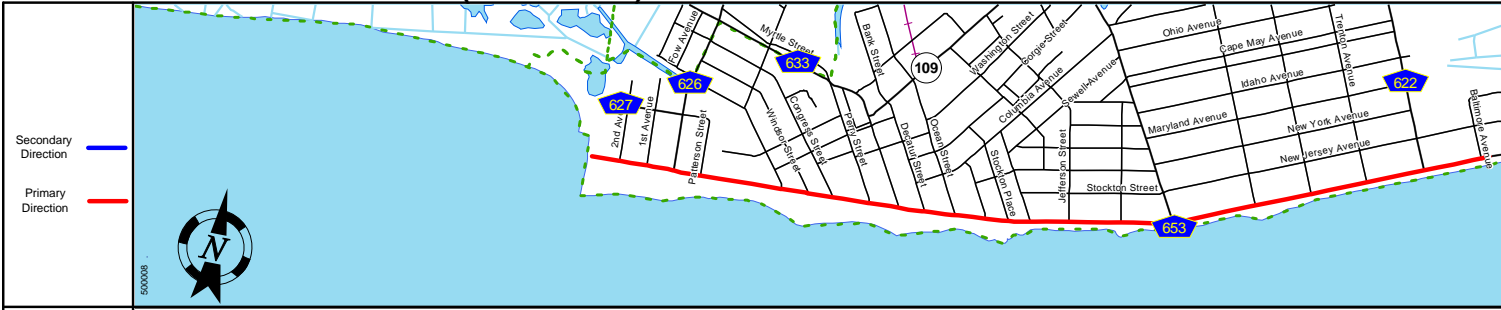 Secondary
Direction
Primary
Direction
500008
N
2nd Av
1st Avenue
Fow Avenue
Patterson Street
Myrtle Street
Windsor Street
Congress Street
Perry Street
Bank Street
Decatur Street
Ocean Street
Washington Street
Gorgie Street
Columbia Avenue
Sewell Avenue
Stockton Place
Jefferson Street
Stockton Street
Ohio Avenue
Cape May Avenue
Idaho Avenue
Maryland Avenue
New York Avenue
New Jersey Avenue
Trenton Avenue
Baltimore Avenue
627
626
633
109
653
622